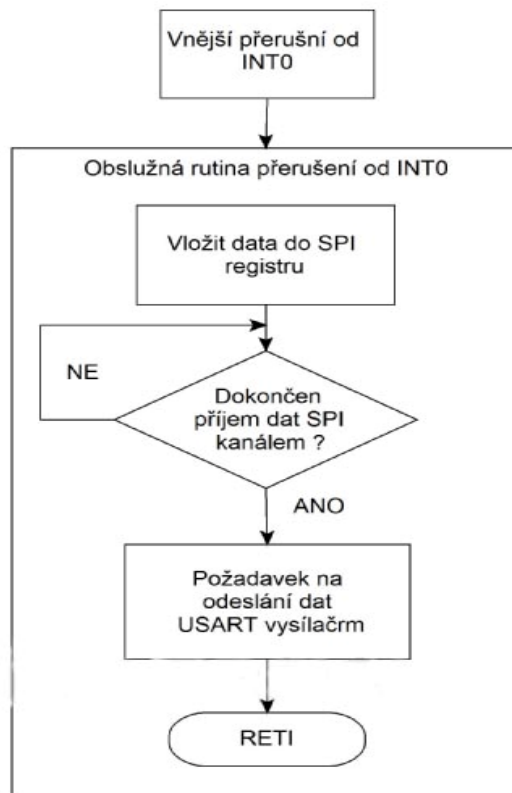 Vnější přerušní od
INT0
Obslužná rutina přerušení od INT0
Vložit data do SPI
registru
NE
Dokončen
příjem dat SPI
kanálem ?
ANO
Požadavek na
odeslání dat
USART vysílačrm
RETI